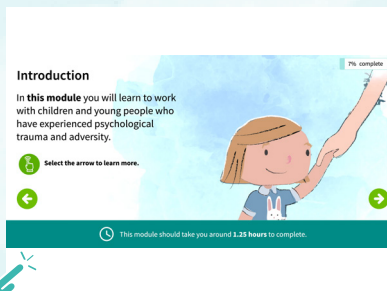 7% complete
Introduction
In this module you will learn to work
with children and young people who
have experienced psychological
trauma and adversity.
Select the arrow to learn more.
This module should take you around 1.25 hours to complete.